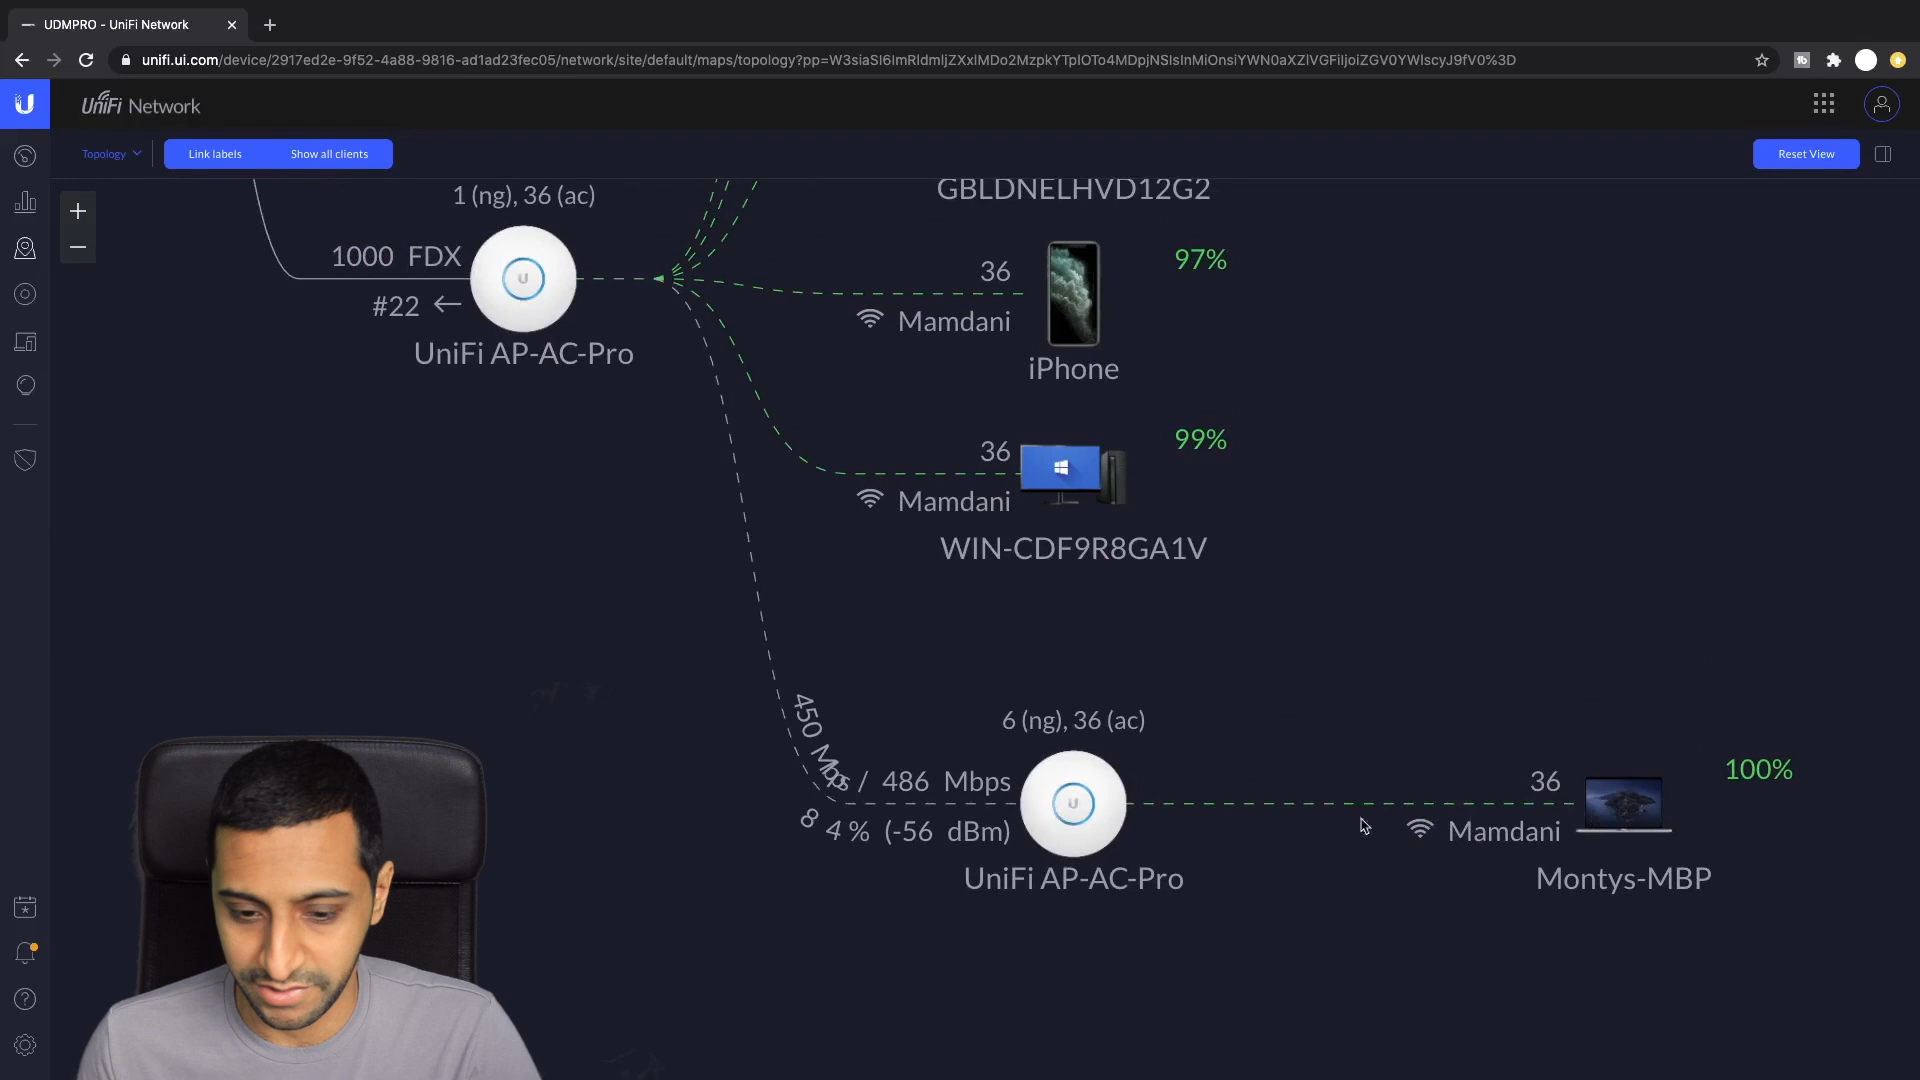 UDMPRO - UniFi Network
unifi.ui.com/device/2917ed2e-9f52-4a88-9816-ad1ad23fec05/network/site/default/maps/topology?pp=W3siaSI6ImRldmljZXxlMDo2MzpkYTplOTo4MDpjNSIsInMiOnsiYWN0aXZlVGFiIjoiZGV0YWlscyJ9fV0%3D
UniFi Network
Topology
Link labels
Show all clients
Reset View
1 (ng), 36 (ac)
GBLDNELHVD12G2
1000 FDX
#22
UniFi AP-AC-Pro
36
97%
Mamdani
iPhone
36
99%
Mamdani
WIN-CDF9R8GA1V
6 (ng), 36 (ac)
450 Mbps / 486 Mbps
84% (-56 dBm)
UniFi AP-AC-Pro
36
100%
Mamdani
Montys-MBP